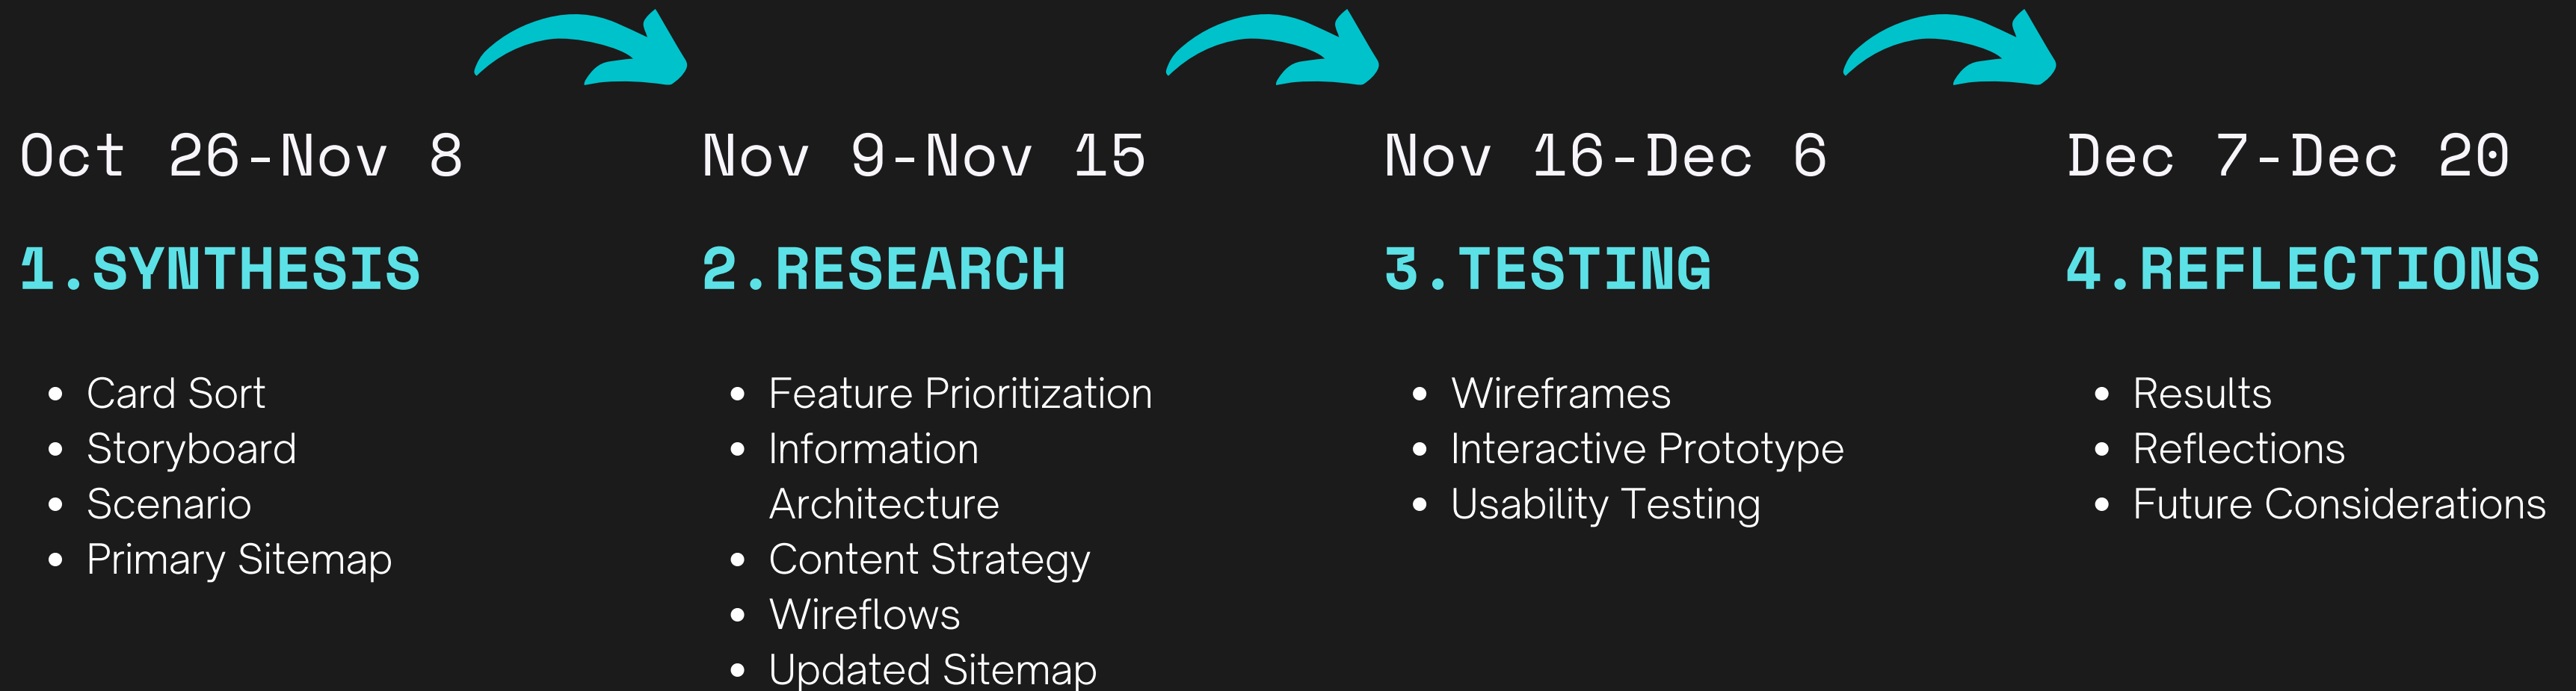 Oct 26-Nov 8
1.SYNTHESIS
• Card Sort
• Storyboard
• Scenario
• Primary Sitemap
Nov 9-Nov 15
2.RESEARCH
• Feature Prioritization
• Information
Architecture
• Content Strategy
• Wireflows
• Updated Sitemap
Nov 16-Dec 6
3.TESTING
• Wireframes
• Interactive Prototype
• Usability Testing
Dec 7-Dec 20
4.REFLECTIONS
• Results
• Reflections
• Future Considerations